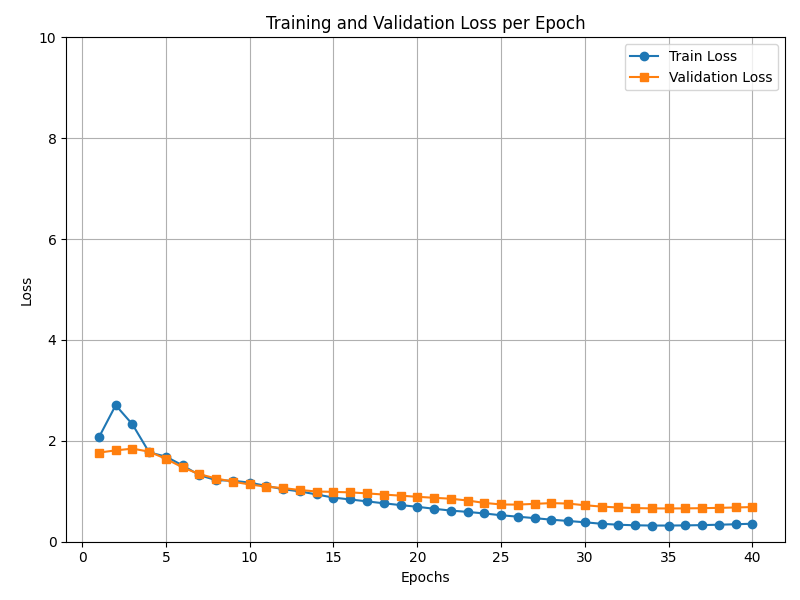 Training and Validation Loss per Epoch
Train Loss
Validation Loss
10
8
6
4
2
0
Loss
0 5 10 15 20 25 30 35 40
Epochs